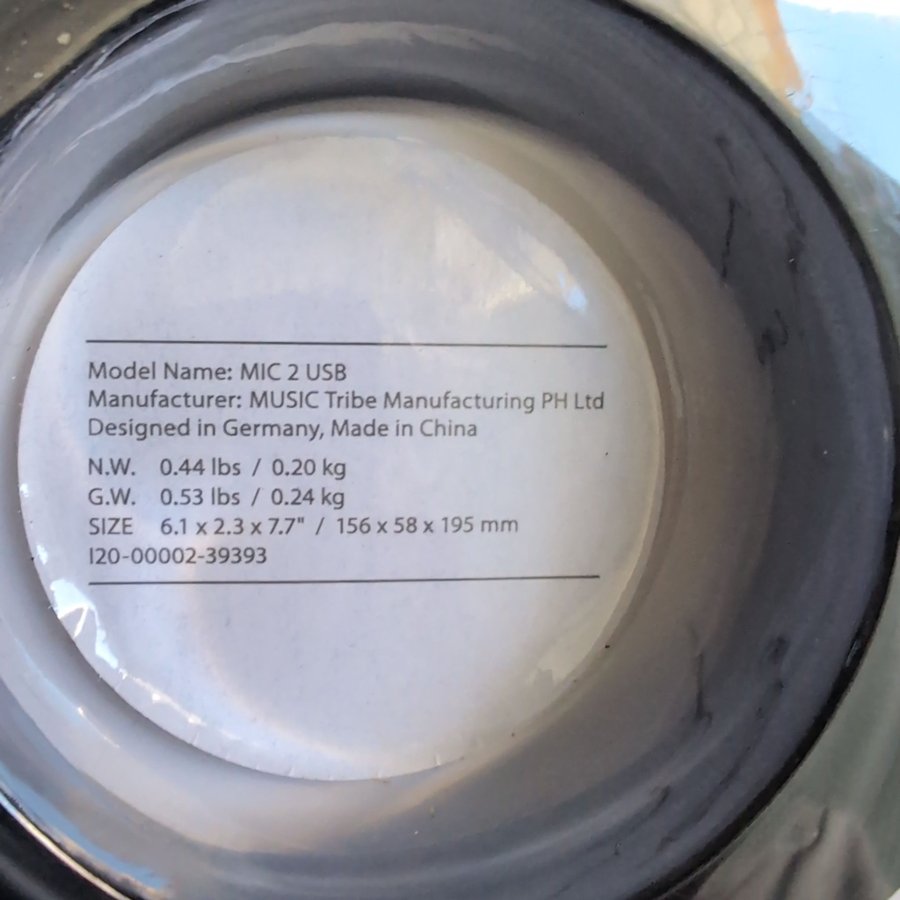 Model Name: MIC 2 USB
Manufacturer: MUSIC Tribe Manufacturing PH Ltd
Designed in Germany, Made in China
N.W. 0.44 lbs / 0.20 kg
G.W. 0.53 lbs / 0.24 kg
SIZE 6.1 x 2.3 x 7.7" / 156 x 58 x 195 mm
I20-00002-39393